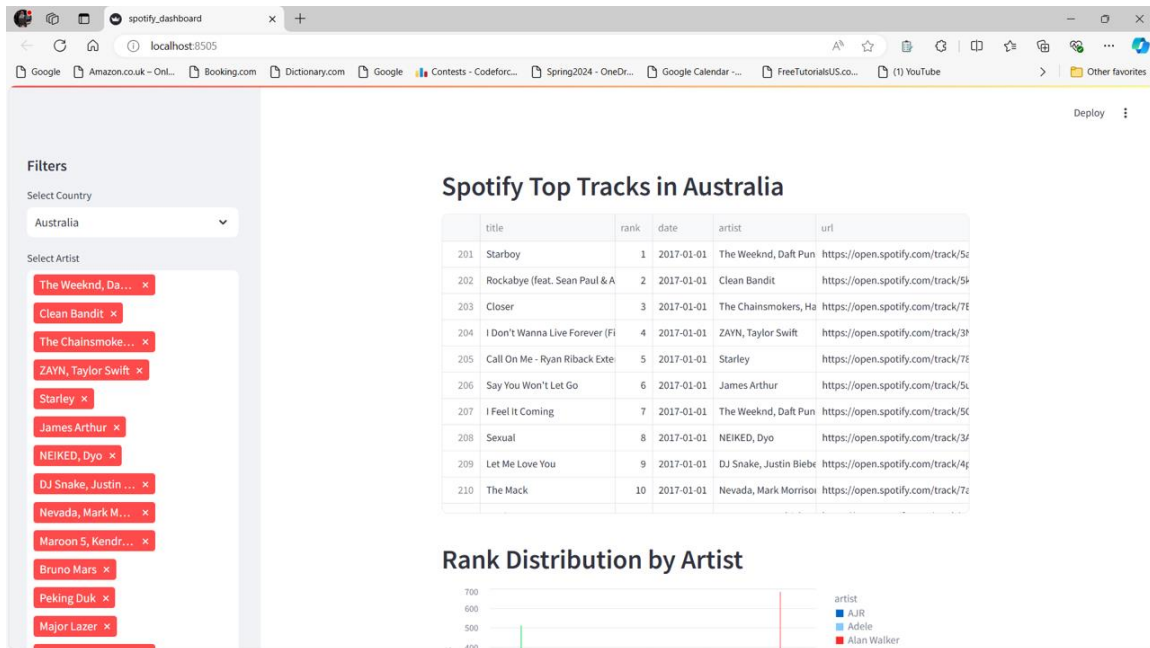 spotify_dashboard
localhost:8505
Google Amazon.co.uk – Onl... Booking.com Dictionary.com Google Contests - Codeforc... Spring2024 - OneDr... Google Calendar -... FreeTutorialsUS.co... (1) YouTube Other favorites
Deploy
Filters
Select Country
Australia
Select Artist
The Weeknd, Da... ×
Clean Bandit ×
The Chainsmoke... ×
ZAYN, Taylor Swift ×
Starley ×
James Arthur ×
NEIKED, Dyo ×
DJ Snake, Justin ... ×
Nevada, Mark M... ×
Maroon 5, Kendr... ×
Bruno Mars ×
Peking Duk ×
Major Lazer ×
Spotify Top Tracks in Australia
title rank date artist url
201 Starboy 1 2017-01-01 The Weeknd, Daft Pun https://open.spotify.com/track/5a
202 Rockabye (feat. Sean Paul & A 2 2017-01-01 Clean Bandit https://open.spotify.com/track/5k
203 Closer 3 2017-01-01 The Chainsmokers, Ha https://open.spotify.com/track/7E
204 I Don't Wanna Live Forever (Fi 4 2017-01-01 ZAYN, Taylor Swift https://open.spotify.com/track/3N
205 Call On Me - Ryan Riback Exte 5 2017-01-01 Starley https://open.spotify.com/track/78
206 Say You Won't Let Go 6 2017-01-01 James Arthur https://open.spotify.com/track/5u
207 I Feel It Coming 7 2017-01-01 The Weeknd, Daft Pun https://open.spotify.com/track/50
208 Sexual 8 2017-01-01 NEIKED, Dyo https://open.spotify.com/track/3A
209 Let Me Love You 9 2017-01-01 DJ Snake, Justin Biebe https://open.spotify.com/track/4p
210 The Mack 10 2017-01-01 Nevada, Mark Morrison https://open.spotify.com/track/7a
Rank Distribution by Artist
700
600
500
400
artist
AJR
Adele
Alan Walker